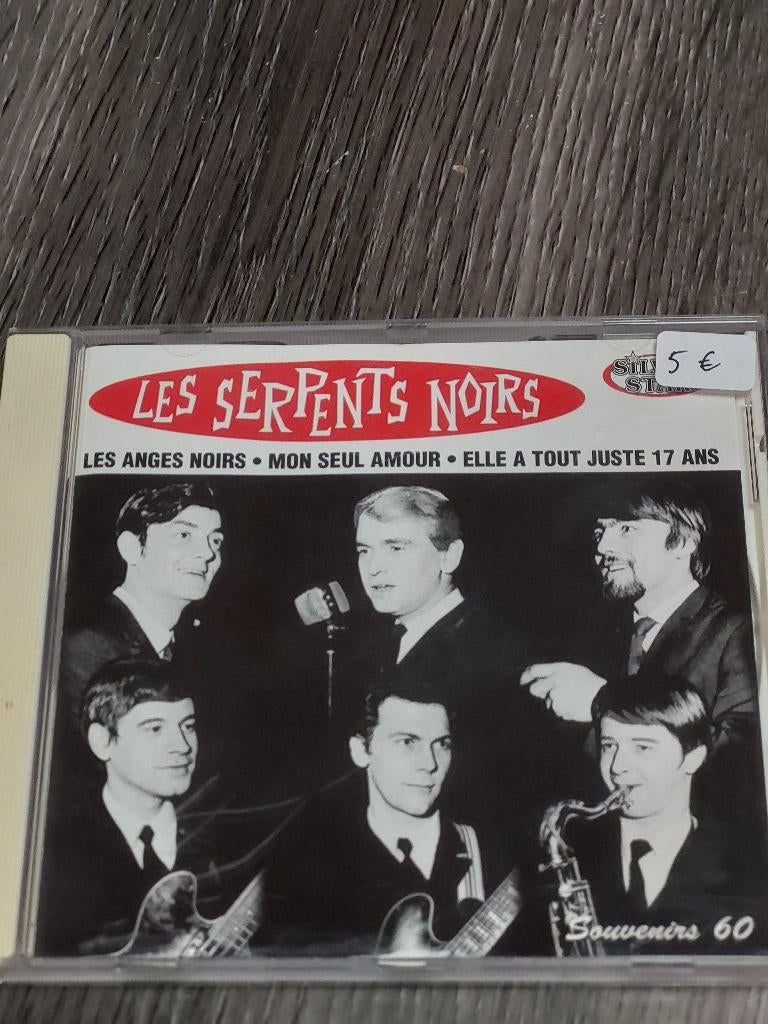 LES SERPENTS NOIRS
5 €
LES ANGES NOIRS • MON SEUL AMOUR • ELLE A TOUT JUSTE 17 ANS
Souvenirs 60